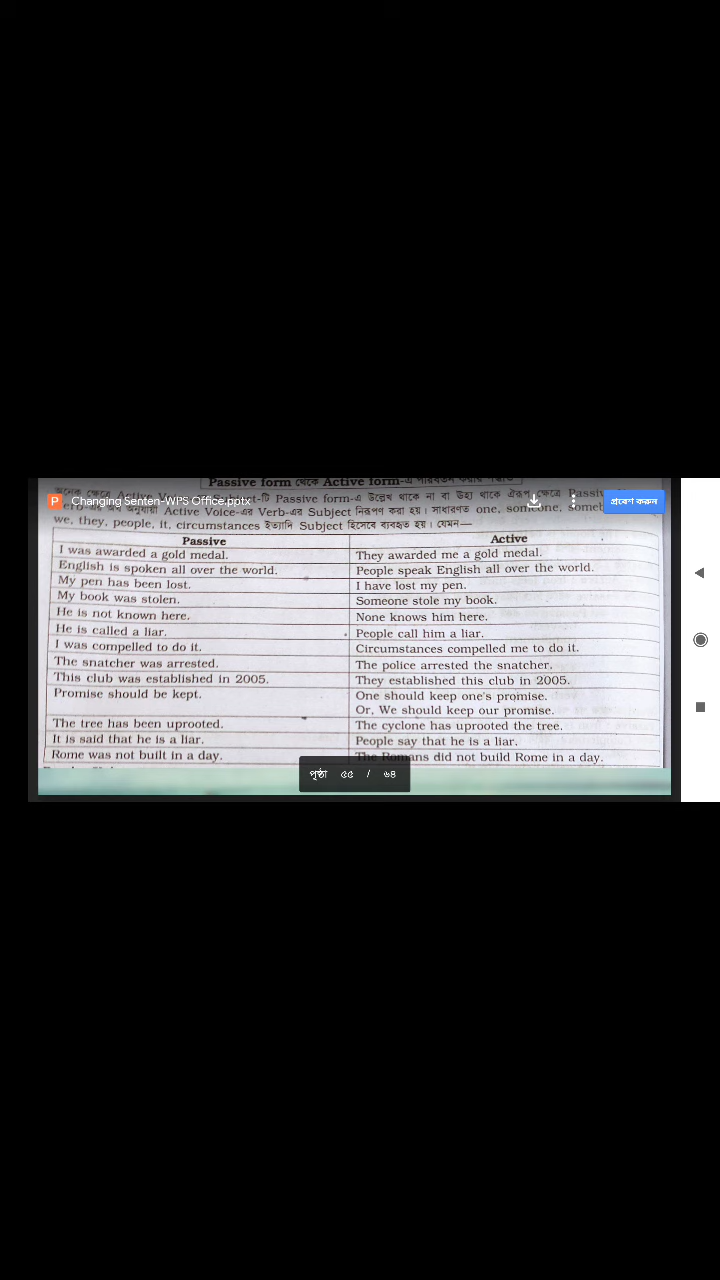 Passive form থেকে Active form-এ পরিবর্তন করার
Changing Senten-WPS Office.pptx
প্রবেশ করুন
অনেক ক্ষেত্রে Active Subject-টি Passive form-এ উল্লেখ থাকে না বা উহ্য থাকে ঐরূপ ক্ষেত্রে
অনুযায়ী Active Voice-এর Verb-এর Subject নিরূপণ করা হয়। সাধারণত one, someone,
we, they, people, it, circumstances ইত্যাদি Subject হিসেবে ব্যবহৃত হয়। যেমন—
Passive Active
I was awarded a gold medal. They awarded me a gold medal.
English is spoken all over the world. People speak English all over the world.
My pen has been lost. I have lost my pen.
My book was stolen. Someone stole my book.
He is not known here. None knows him here.
He is called a liar. People call him a liar.
I was compelled to do it. Circumstances compelled me to do it.
The snatcher was arrested. The police arrested the snatcher.
This club was established in 2005. They established this club in 2005.
Promise should be kept. One should keep one's promise.
Or, We should keep our promise.
The tree has been uprooted. The cyclone has uprooted the tree.
It is said that he is a liar. People say that he is a liar.
Rome was not built in a day. The Romans did not build Rome in a day.
পৃষ্ঠা ৫৫ / ৬৪